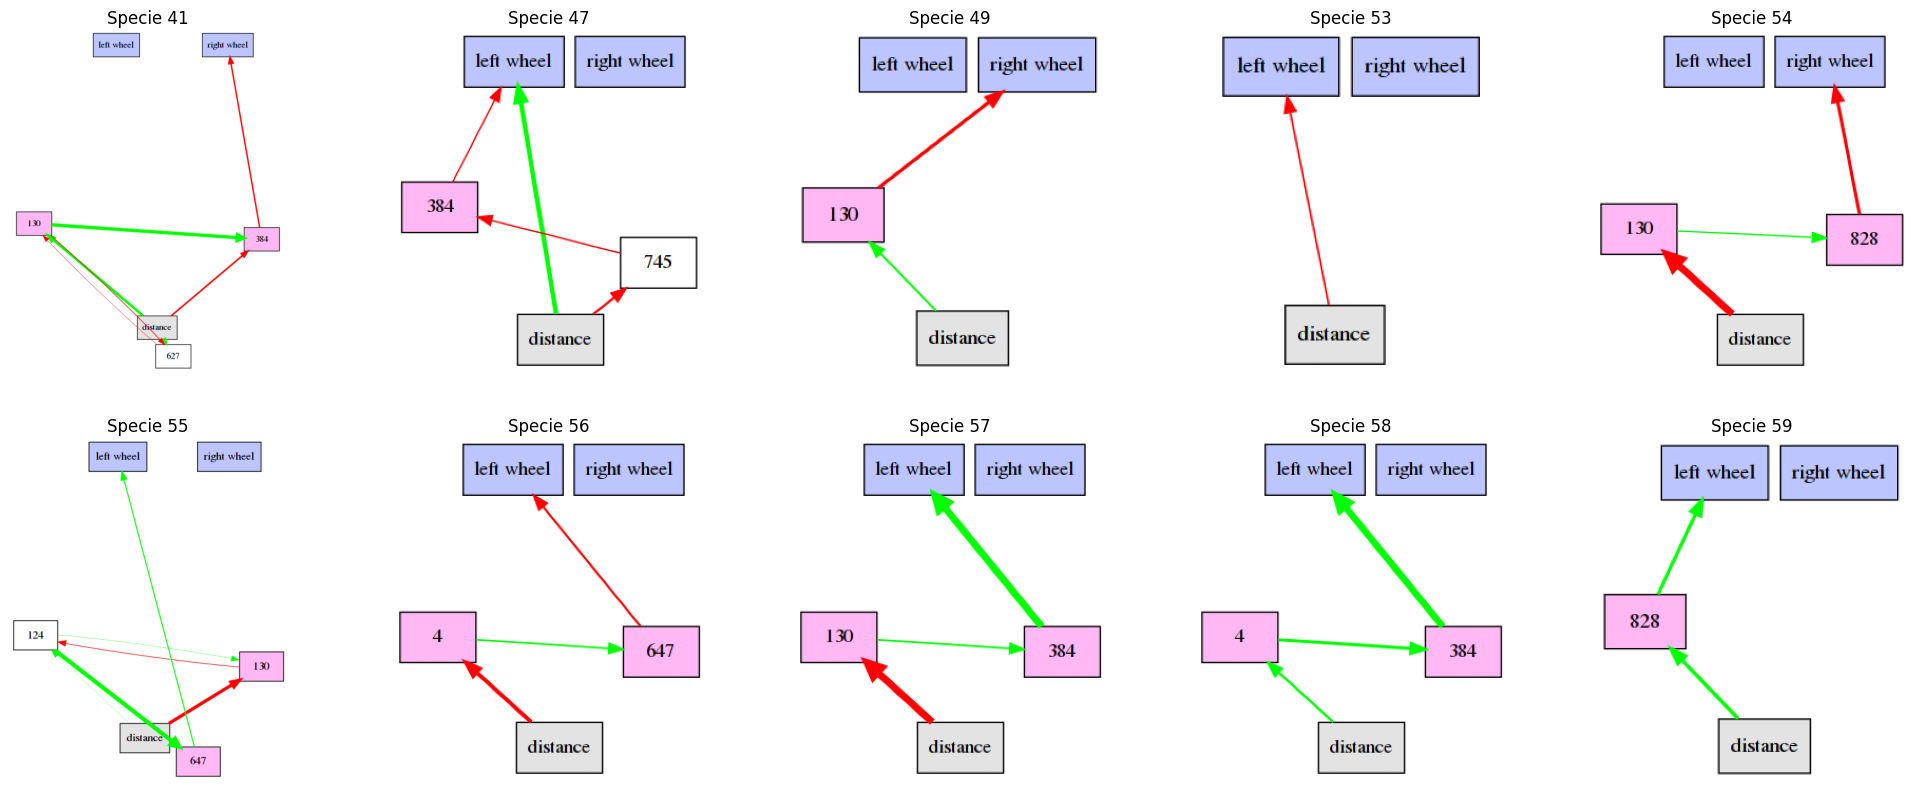 Specie 41
left wheel
right wheel
130
384
distance
627
Specie 47
left wheel
right wheel
384
745
distance
Specie 49
left wheel
right wheel
130
distance
Specie 53
left wheel
right wheel
distance
Specie 54
left wheel
right wheel
130
828
distance
Specie 55
left wheel
right wheel
124
130
distance
647
Specie 56
left wheel
right wheel
4
647
distance
Specie 57
left wheel
right wheel
130
384
distance
Specie 58
left wheel
right wheel
4
384
distance
Specie 59
left wheel
right wheel
828
distance